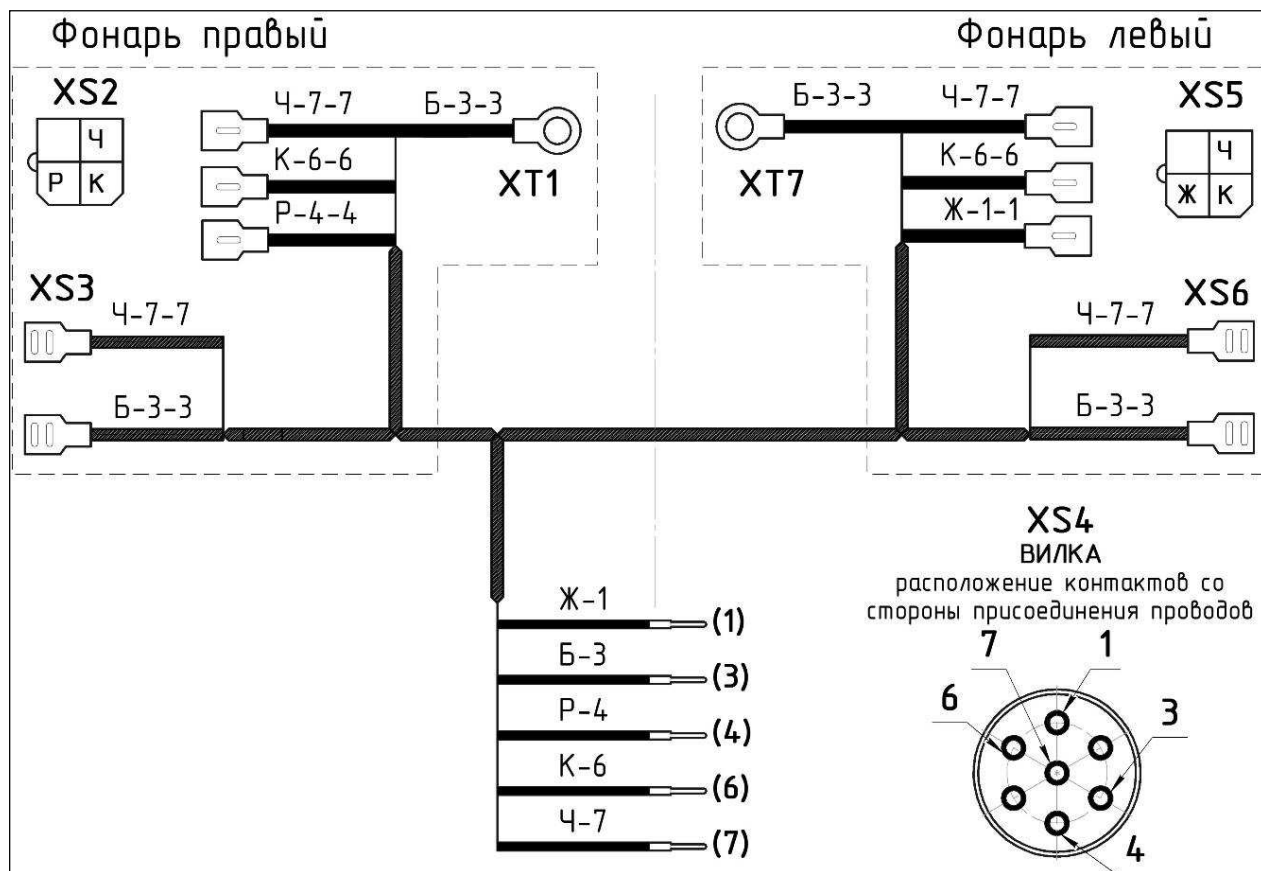 Фонарь правый
Фонарь левый
XS2
Ч
Р К
Ч-7-7 Б-3-3
К-6-6
Р-4-4
XT1
XS3
Ч-7-7
Б-3-3
Б-3-3 Ч-7-7
К-6-6
Ж-1-1
XT7
XS5
Ч
Ж К
XS6
Ч-7-7
Б-3-3
Ж-1 (1)
Б-3 (3)
Р-4 (4)
К-6 (6)
Ч-7 (7)
XS4
ВИЛКА
расположение контактов со
стороны присоединения проводов
7 1
6 3
4